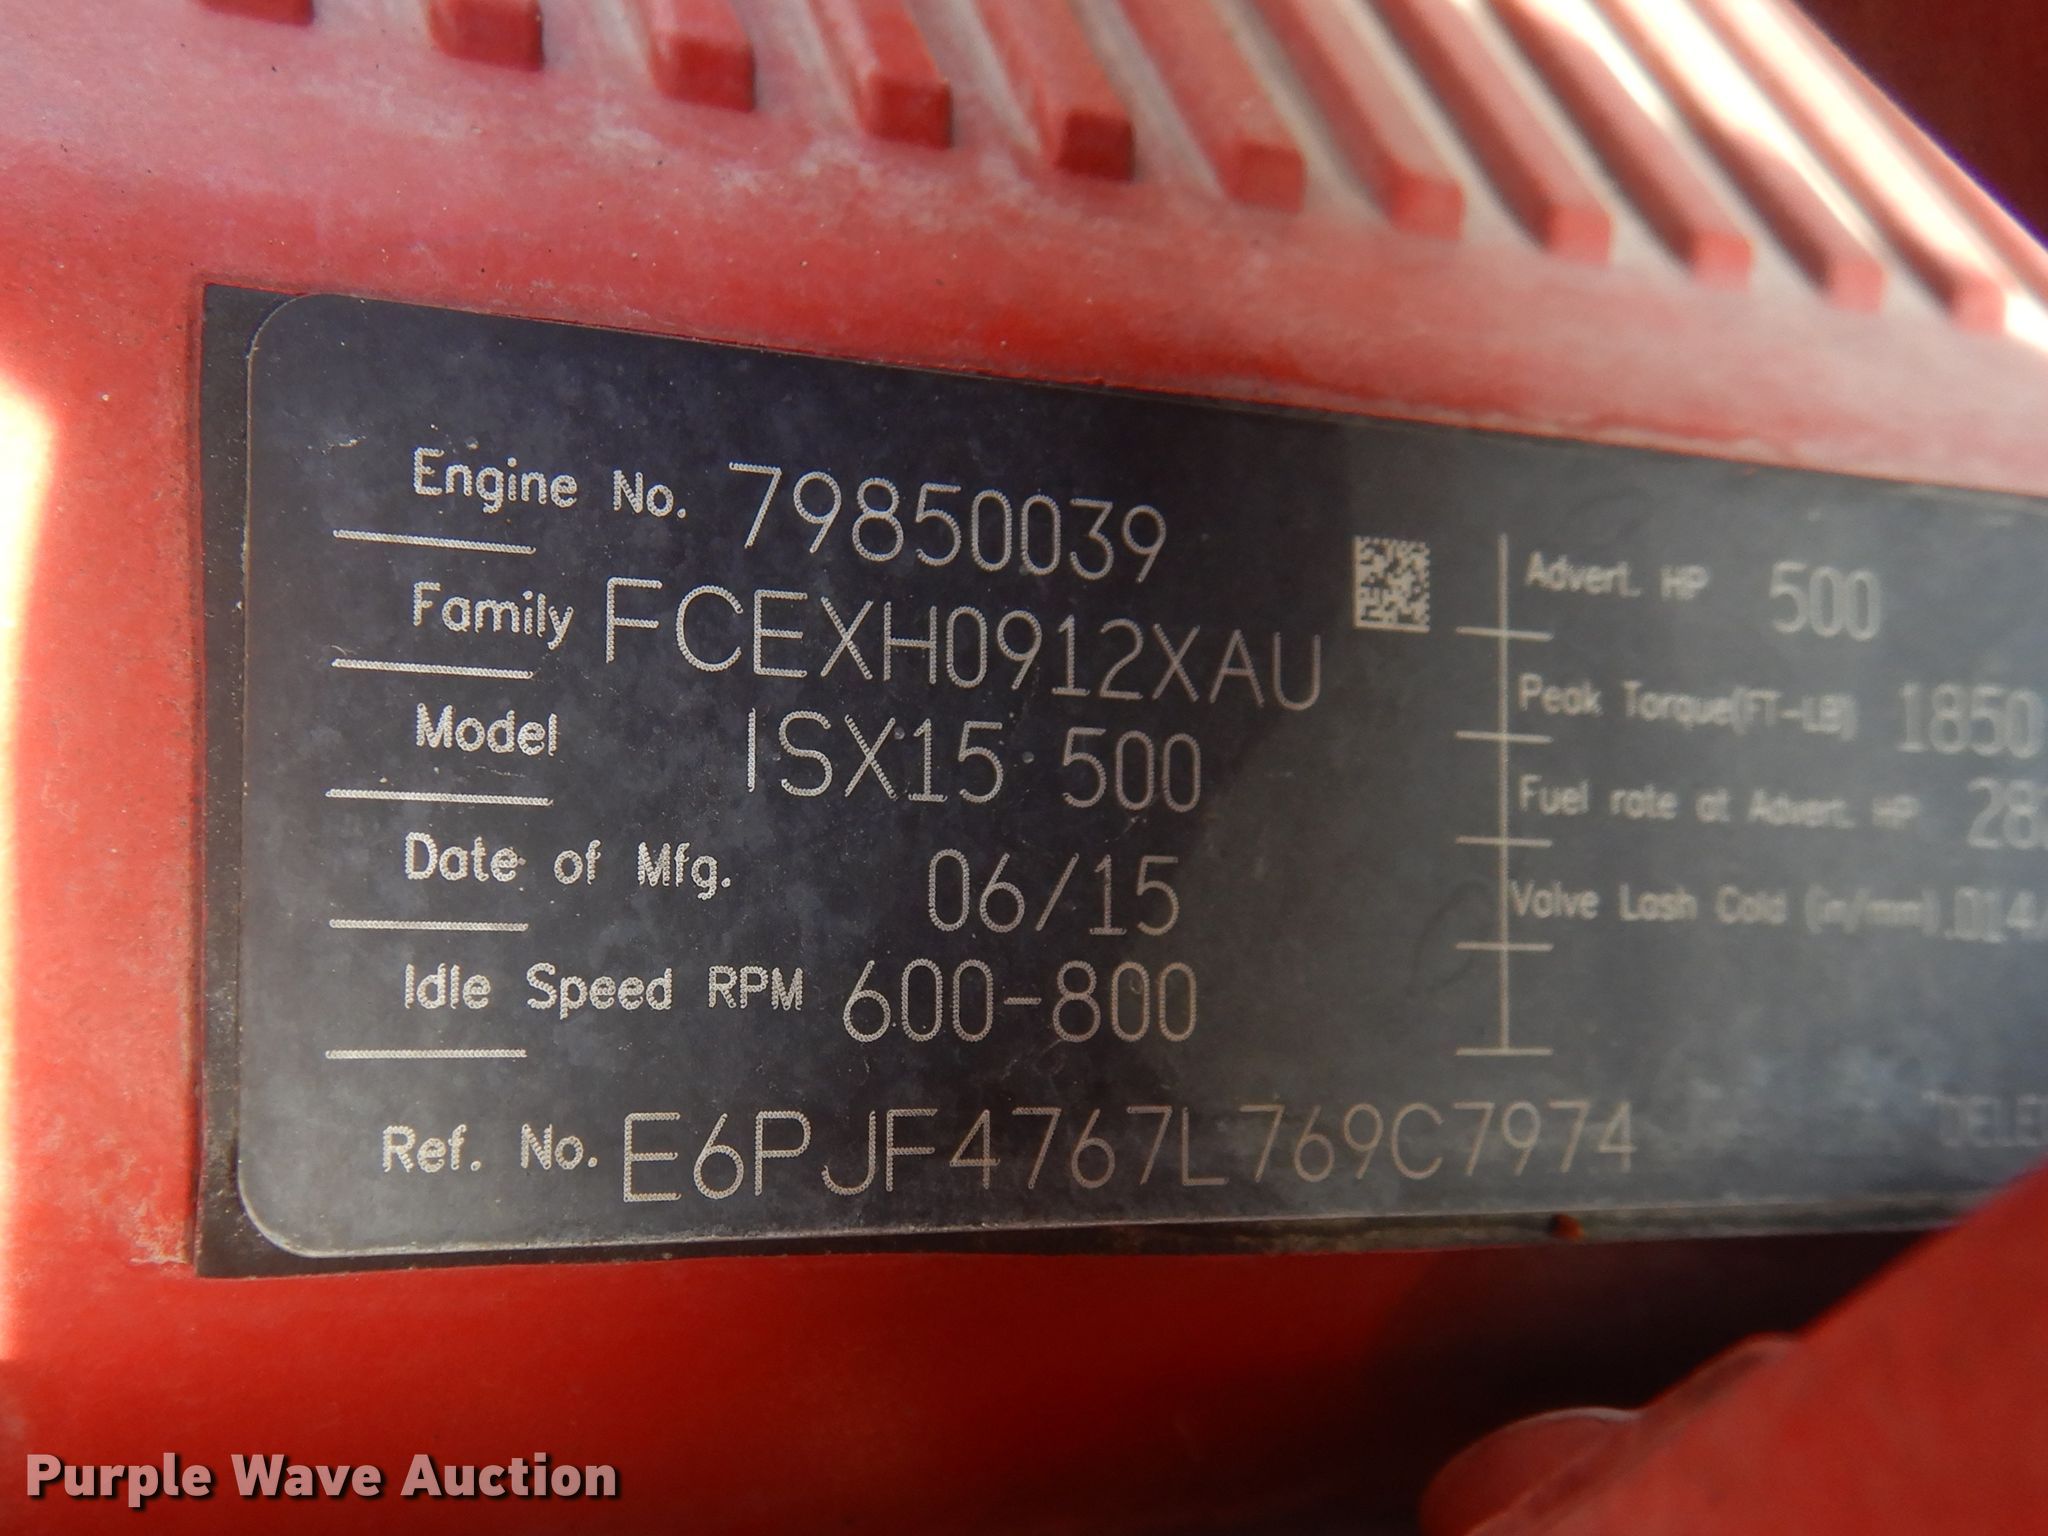 Engine No. 79850039
Family FCEXH0912XAU
Model ISX15 500
Date of Mfg. 06/15
Idle Speed RPM 600-800
Ref. No. E6PJF4767L769C7974
Advert. HP 500
Peak Torque(FT-LB) 1850
Fuel rate at Advert. HP
Valve Lash Cold (in/mm) .014
Purple Wave Auction